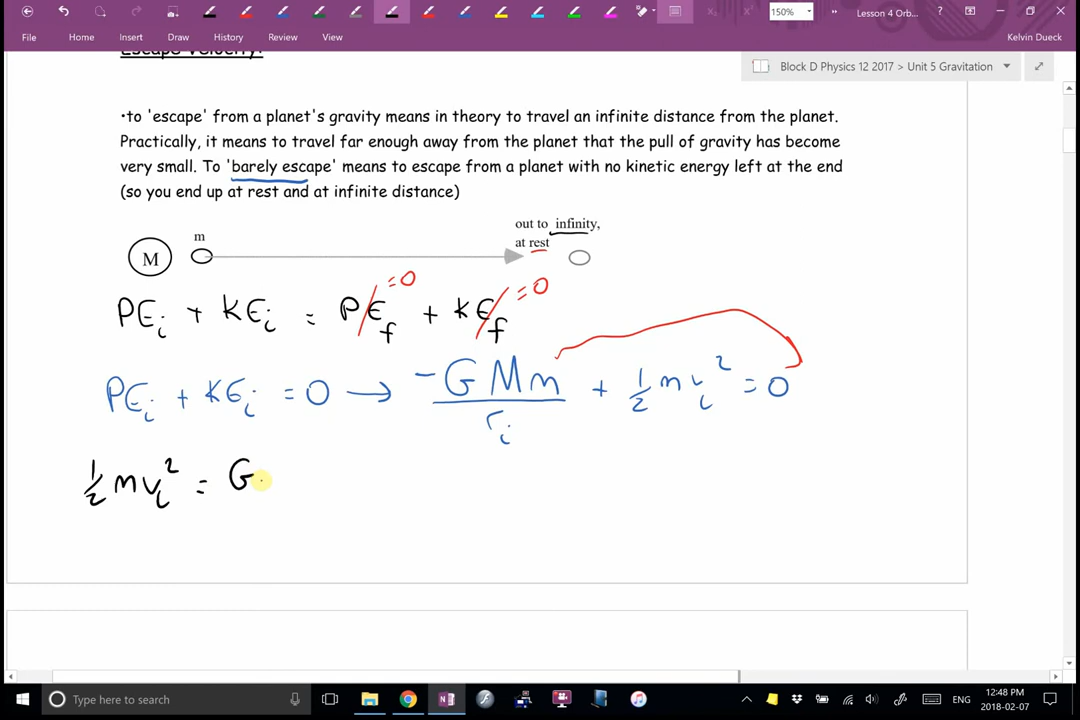 150%
Lesson 4 Orb...
File Home Insert Draw History Review View
Kelvin Dueck
Escape Velocity:
Block D Physics 12 2017 > Unit 5 Gravitation
•to 'escape' from a planet's gravity means in theory to travel an infinite distance from the planet.
Practically, it means to travel far enough away from the planet that the pull of gravity has become
very small. To 'barely escape' means to escape from a planet with no kinetic energy left at the end
(so you end up at rest and at infinite distance)
out to infinity,
m
at rest
M
=0 =0
PEi + KEi = PEf + KEf
PEi + KEi = 0 → -GMm/ri + ½mvi² = 0
½mvi² = G
Type here to search
ENG
12:48 PM
2018-02-07